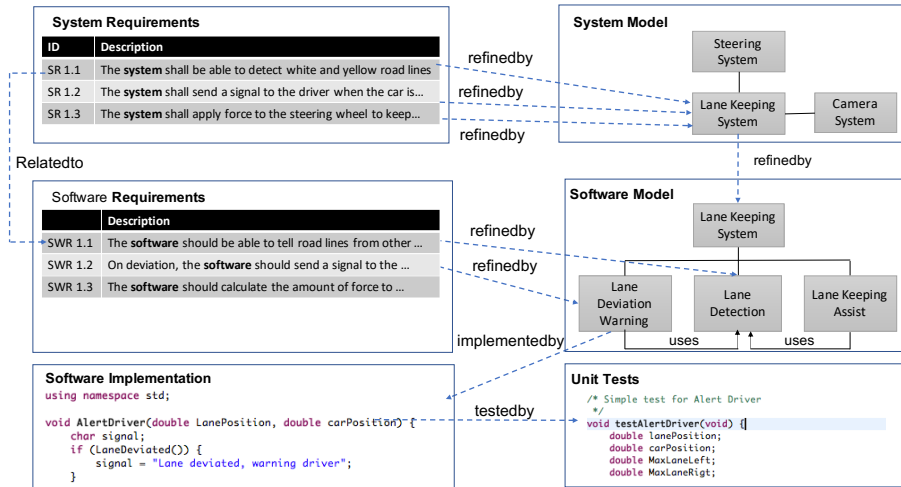 System Requirements
ID Description
SR 1.1 The system shall be able to detect white and yellow road lines
SR 1.2 The system shall send a signal to the driver when the car is...
SR 1.3 The system shall apply force to the steering wheel to keep...
refinedby
refinedby
refinedby
System Model
Steering
System
Lane Keeping
System
Camera
System
Relatedto
refinedby
Software Requirements
Description
SWR 1.1 The software should be able to tell road lines from other ...
SWR 1.2 On deviation, the software should send a signal to the ...
SWR 1.3 The software should calculate the amount of force to ...
refinedby
refinedby
Software Model
Lane Keeping
System
Lane
Deviation
Warning
Lane
Detection
Lane Keeping
Assist
uses
uses
implementedby
Software Implementation
using namespace std;
void AlertDriver(double LanePosition, double carPosition) {
char signal;
if (LaneDeviated()) {
signal = "Lane deviated, warning driver";
}
testedby
Unit Tests
/* Simple test for Alert Driver
*/
void testAlertDriver(void) {
double lanePosition;
double carPosition;
double MaxLaneLeft;
double MaxLaneRigt;